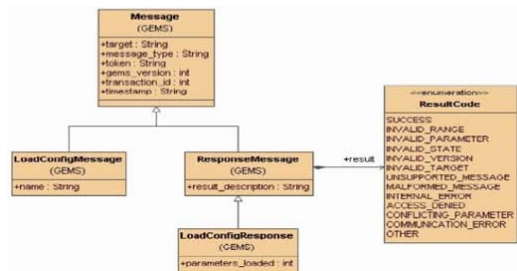 Message
(GEMS)
+target : String
+message_type : String
+token : String
+gems_version : int
+transaction_id : int
+timestamp : String
<<enumeration>>
ResultCode
SUCCESS
INVALID_RANGE
INVALID_PARAMETER
INVALID_STATE
INVALID_VERSION
INVALID_TARGET
UNSUPPORTED_MESSAGE
MALFORMED_MESSAGE
INTERNAL_ERROR
ACCESS_DENIED
CONFLICTING_PARAMETER
COMMUNICATION_ERROR
OTHER
LoadConfigMessage
(GEMS)
+name : String
ResponseMessage
(GEMS)
+result_description : String
+result
LoadConfigResponse
(GEMS)
+parameters_loaded : int